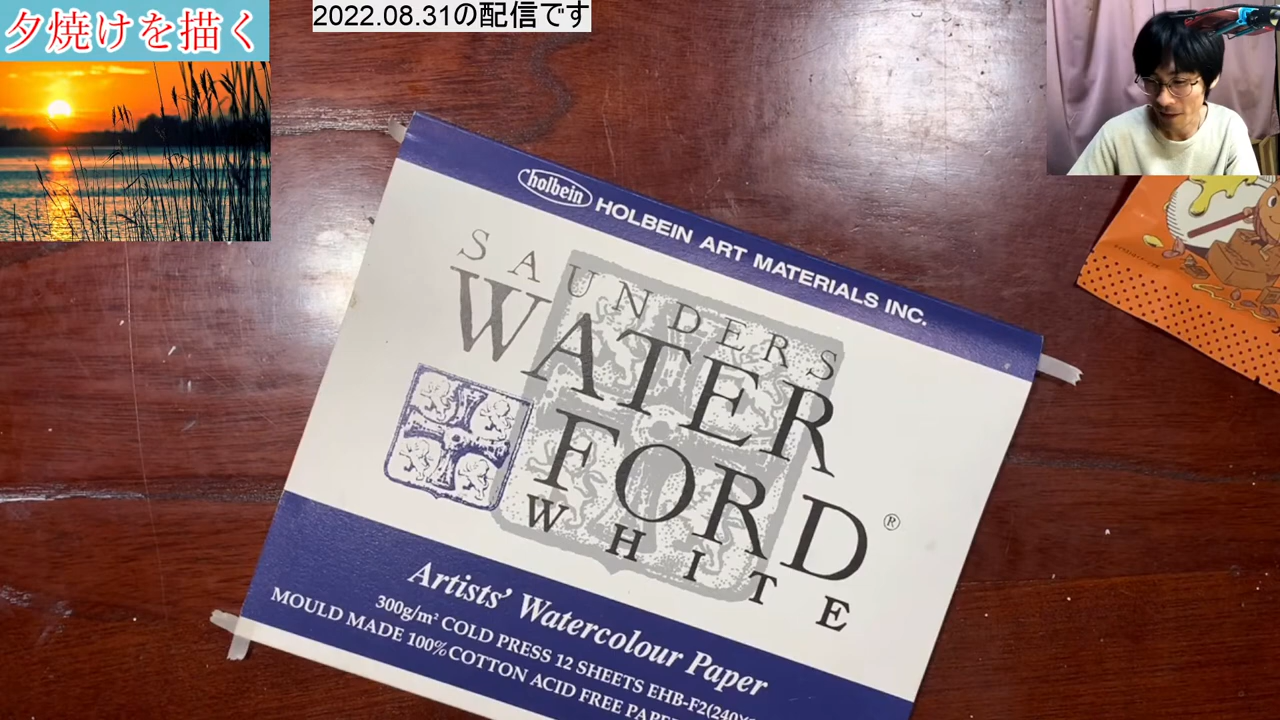 夕焼けを描く
2022.08.31の配信です
holbein HOLBEIN ART MATERIALS INC.
SAUNDERS
WATER
FORD
®
WHITE
Artists' Watercolour Paper
300g/m² COLD PRESS 12 SHEETS EHB-F2(240
MOULD MADE 100% COTTON ACID FREE PAPE